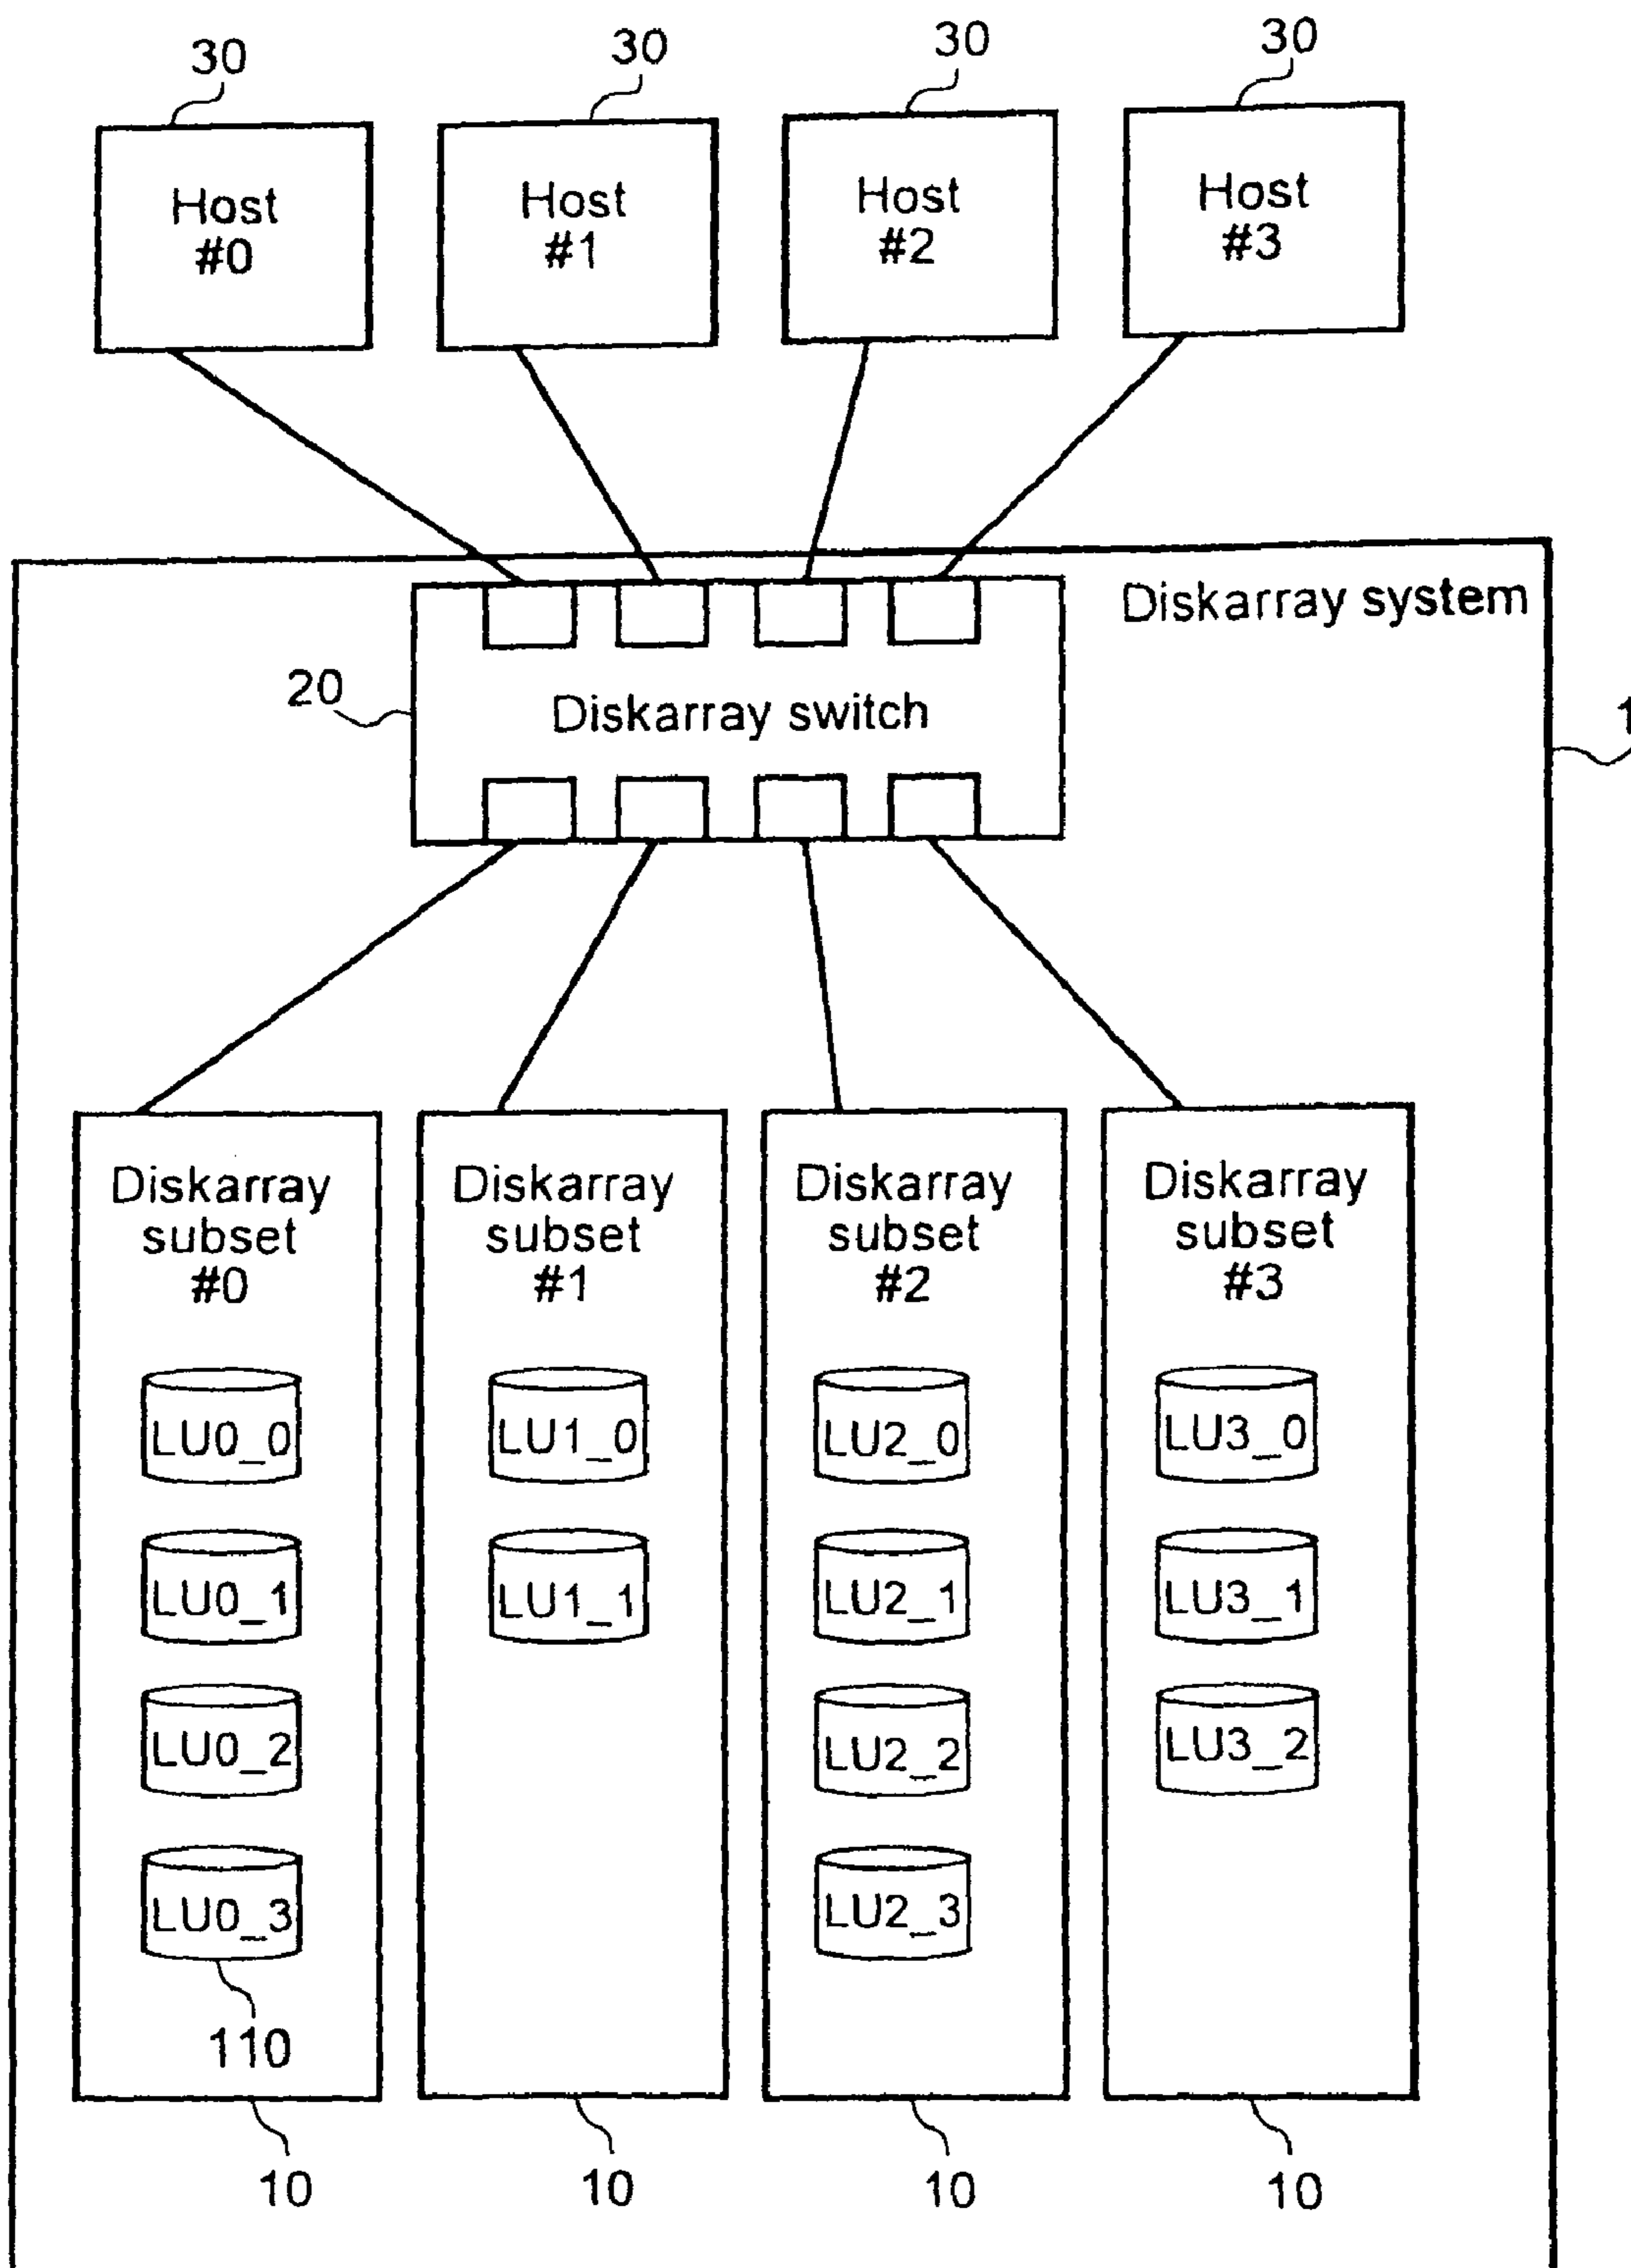 30 30 30 30
Host #0
Host #1
Host #2
Host #3
Diskarray system
20
Diskarray switch
1
Diskarray subset #0
Diskarray subset #1
Diskarray subset #2
Diskarray subset #3
LU0_0 LU1_0 LU2_0 LU3_0
LU0_1 LU1_1 LU2_1 LU3_1
LU0_2 LU2_2 LU3_2
LU0_3 LU2_3
110
10 10 10 10